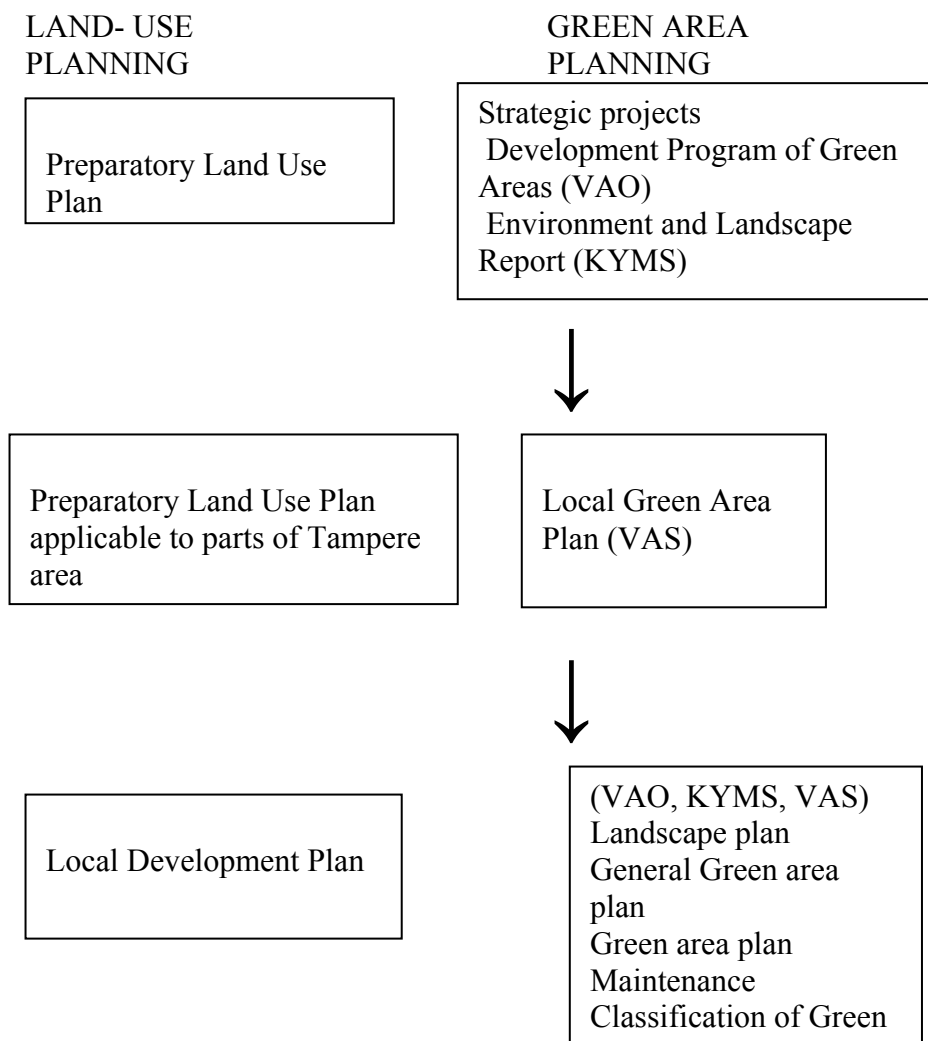 LAND- USE
PLANNING
GREEN AREA
PLANNING
Preparatory Land Use
Plan
Strategic projects
Development Program of Green
Areas (VAO)
Environment and Landscape
Report (KYMS)
Preparatory Land Use Plan
applicable to parts of Tampere
area
Local Green Area
Plan (VAS)
Local Development Plan
(VAO, KYMS, VAS)
Landscape plan
General Green area
plan
Green area plan
Maintenance
Classification of Green